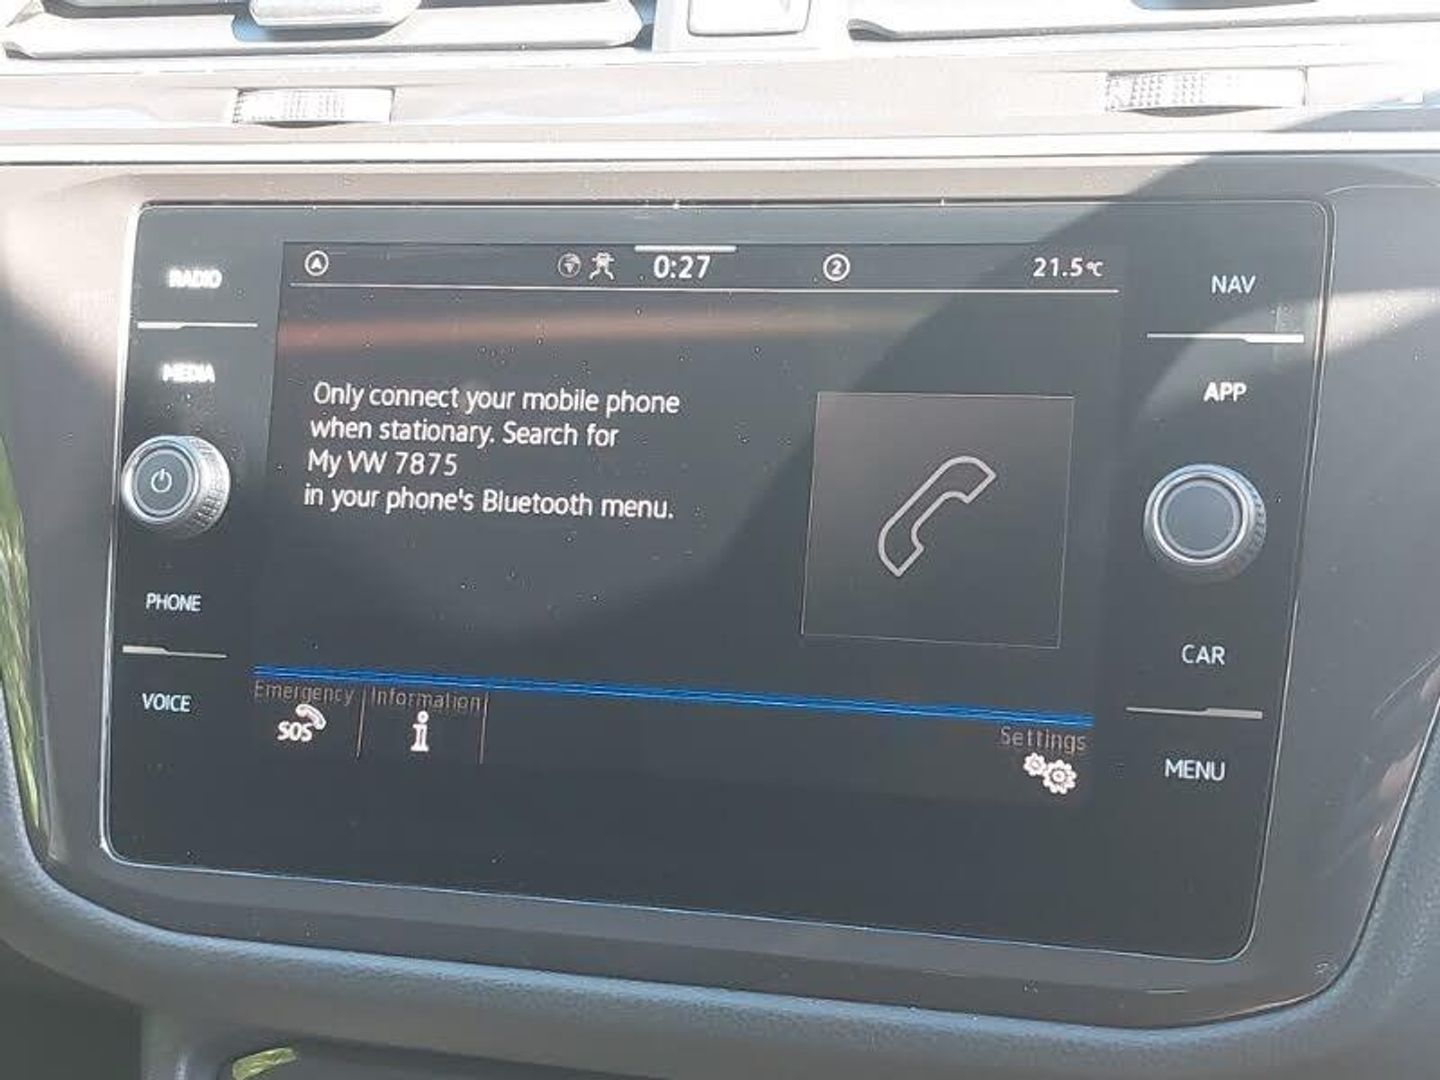 RADIO
MEDIA
PHONE
VOICE
A
0:27
2
21.5°C
Only connect your mobile phone
when stationary. Search for
My VW 7875
in your phone's Bluetooth menu.
Emergency
SOS
Information
i
Settings
NAV
APP
CAR
MENU